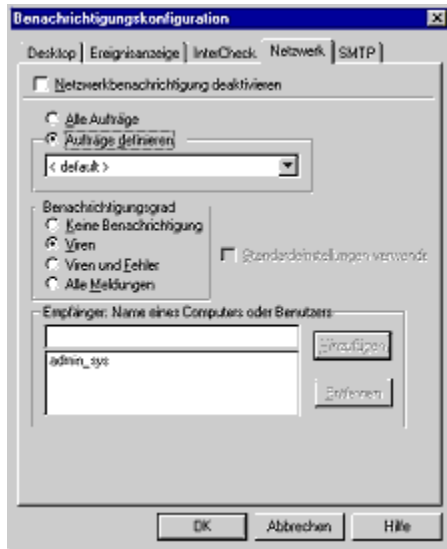 Benachrichtigungskonfiguration
Desktop Ereignisanzeige InterCheck Netzwerk SMTP
Netzwerkbenachrichtigung deaktivieren
Alle Aufträge
Aufträge definieren
< default >
Benachrichtigungsgrad
Keine Benachrichtigung
Viren
Viren und Fehler
Alle Meldungen
Standardeinstellungen verwende
Empfänger: Name eines Computers oder Benutzers
Hinzufügen
admin_sys
Entfernen
OK Abbrechen Hilfe